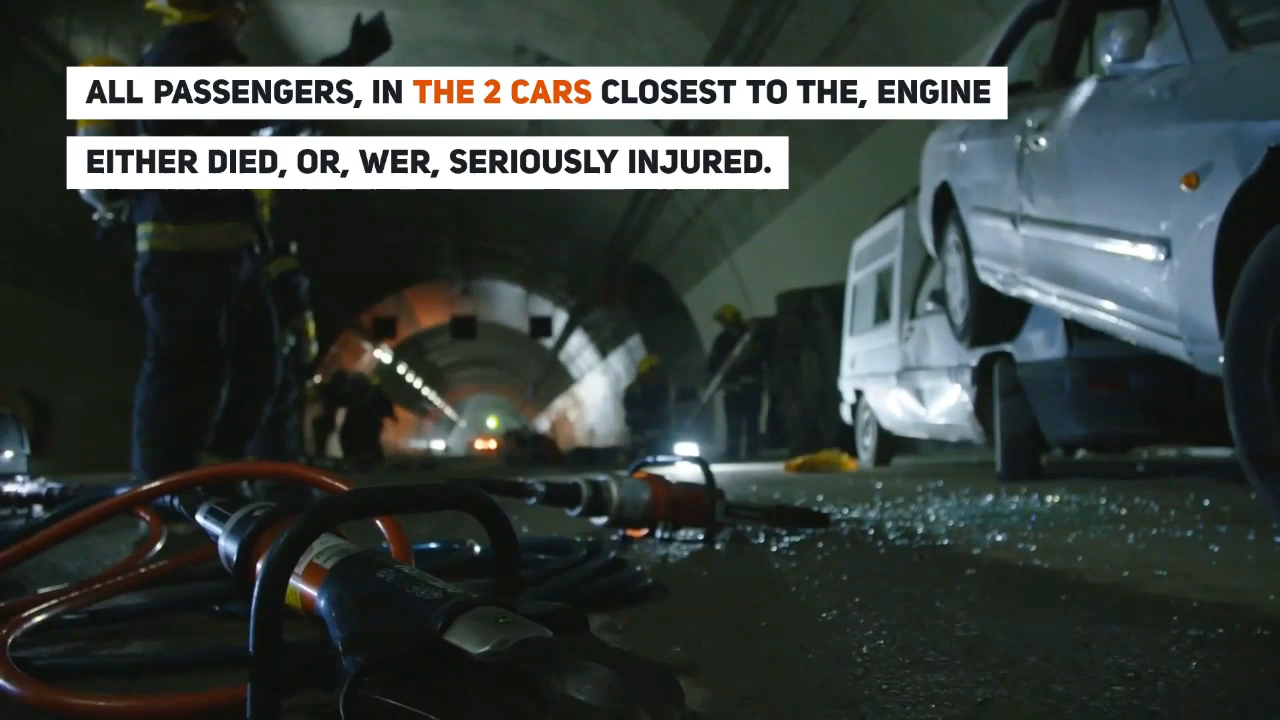 ALL PASSENGERS, IN THE 2 CARS CLOSEST TO THE, ENGINE
EITHER DIED, OR, WER, SERIOUSLY INJURED.